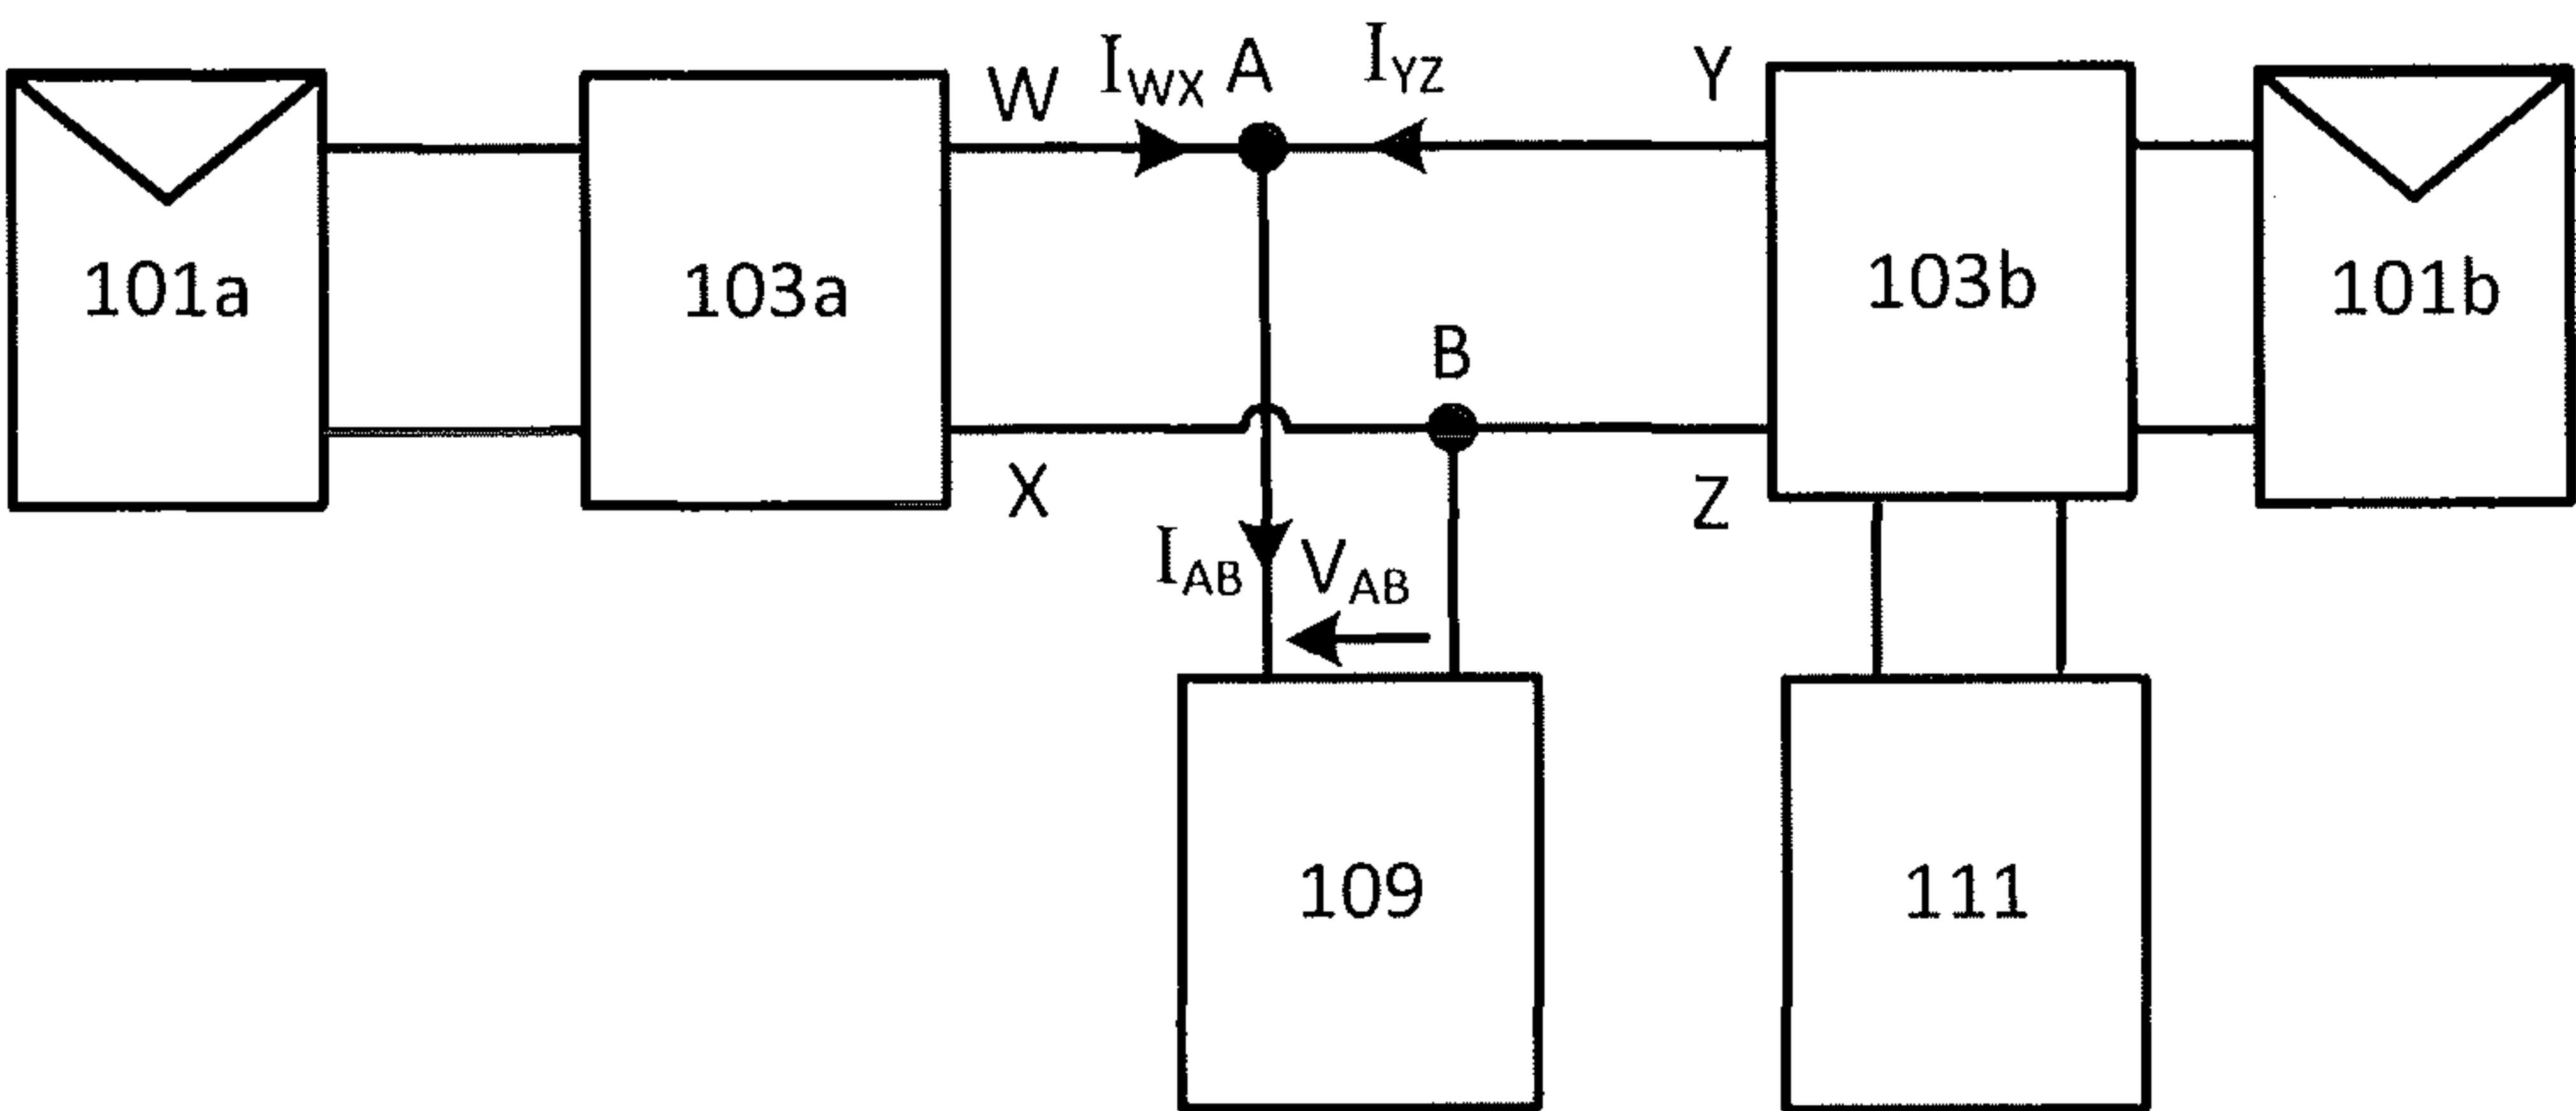 W I_WX A I_YZ Y
101a 103a 103b 101b
B
X Z
I_AB V_AB
109 111